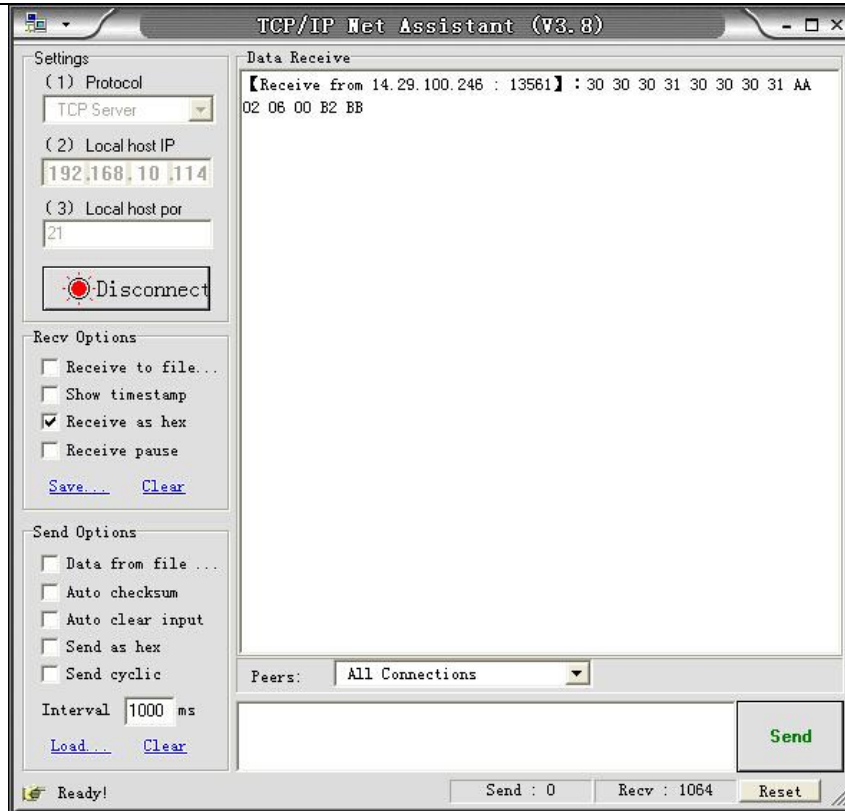 TCP/IP Net Assistant (V3.8)
Settings
(1) Protocol
TCP Server
(2) Local host IP
192.168.10.114
(3) Local host por
21
Disconnect
Recv Options
Receive to file...
Show timestamp
Receive as hex
Receive pause
Save... Clear
Send Options
Data from file ...
Auto checksum
Auto clear input
Send as hex
Send cyclic
Interval 1000 ms
Load... Clear
Data Receive
【Receive from 14.29.100.246 : 13561】:30 30 30 31 30 30 30 31 AA
02 06 00 B2 BB
Peers: All Connections
Send
Ready!
Send : 0 Recv : 1064 Reset